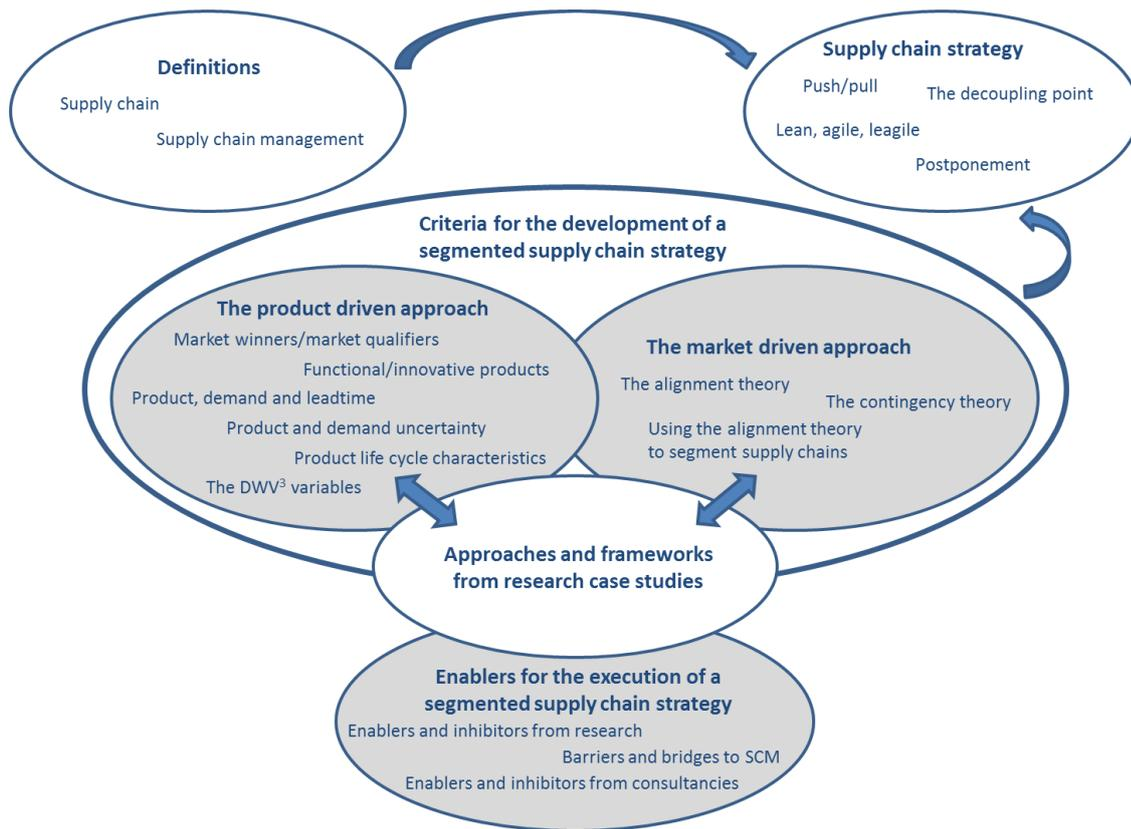 Definitions
Supply chain
Supply chain management
Supply chain strategy
Push/pull
The decoupling point
Lean, agile, leagile
Postponement
Criteria for the development of a
segmented supply chain strategy
The product driven approach
Market winners/market qualifiers
Functional/innovative products
Product, demand and leadtime
Product and demand uncertainty
Product life cycle characteristics
The DWV³ variables
The market driven approach
The alignment theory
The contingency theory
Using the alignment theory
to segment supply chains
Approaches and frameworks
from research case studies
Enablers for the execution of a
segmented supply chain strategy
Enablers and inhibitors from research
Barriers and bridges to SCM
Enablers and inhibitors from consultancies